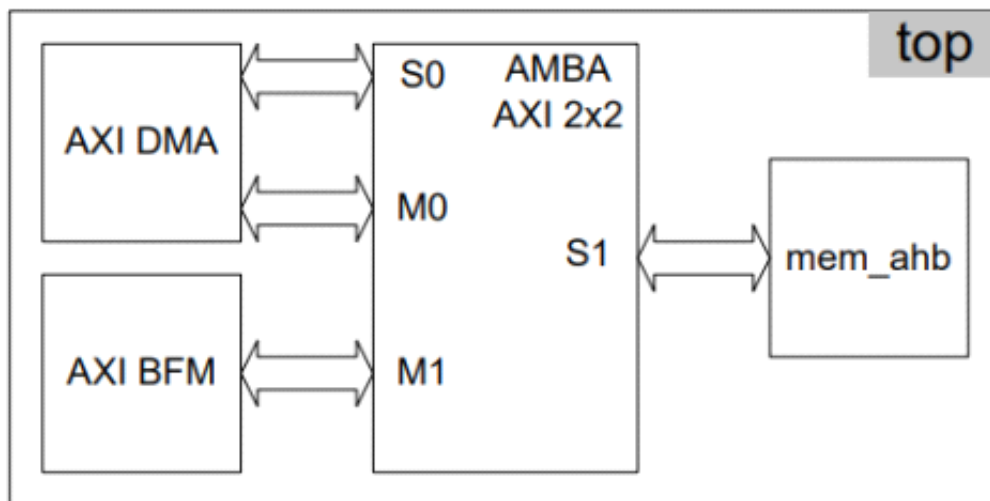 top
AXI DMA
S0
AMBA
AXI 2x2
M0
S1
mem_ahb
AXI BFM
M1